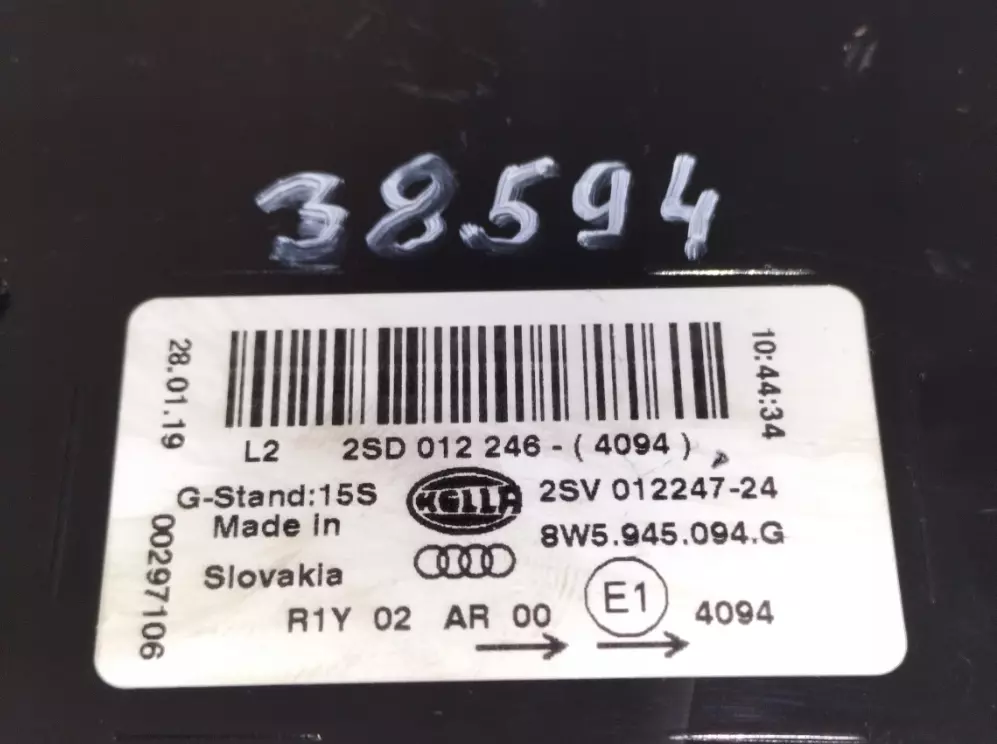 38594
28.01.19
10:44:34
L2 2SD 012 246 - ( 4094 )
G-Stand:15S HELLA 2SV 012247-24
Made in 8W5.945.094.G
Slovakia
R1Y 02 AR 00 E1 4094
00297106